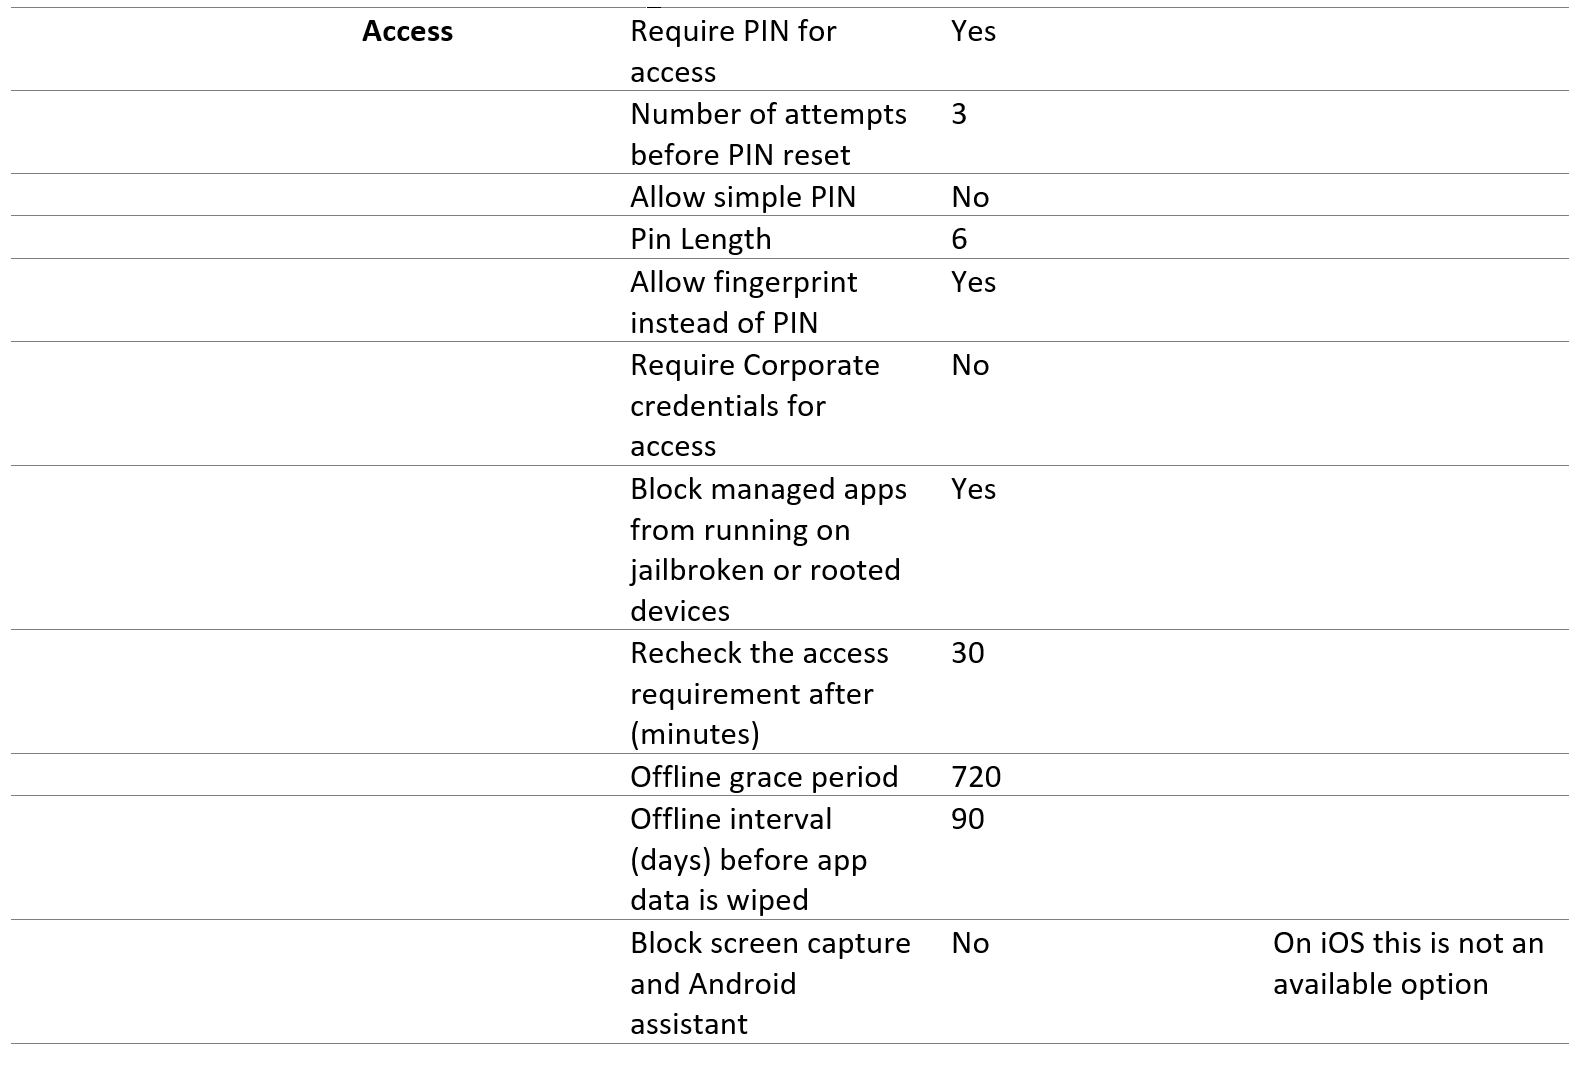 Access
Require PIN for
access
Yes
Number of attempts
before PIN reset
3
Allow simple PIN
No
Pin Length
6
Allow fingerprint
instead of PIN
Yes
Require Corporate
credentials for
access
No
Block managed apps
from running on
jailbroken or rooted
devices
Yes
Recheck the access
requirement after
(minutes)
30
Offline grace period
720
Offline interval
(days) before app
data is wiped
90
Block screen capture
and Android
assistant
No
On iOS this is not an
available option